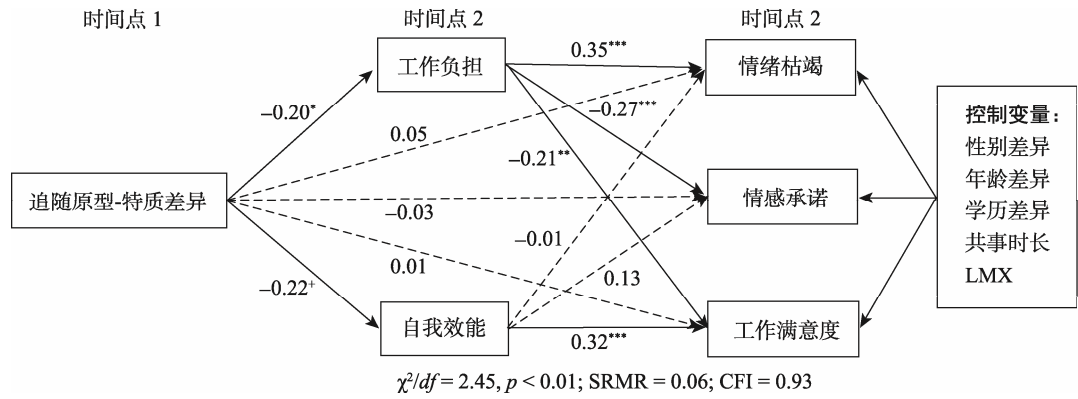 时间点 1
时间点 2
时间点 2
工作负担
0.35***
情绪枯竭
−0.20*
0.05
−0.27***
−0.21**
控制变量：
性别差异
年龄差异
学历差异
共事时长
LMX
追随原型-特质差异
−0.03
情感承诺
−0.01
0.01
0.13
−0.22+
自我效能
0.32***
工作满意度
χ²/df = 2.45, p < 0.01; SRMR = 0.06; CFI = 0.93